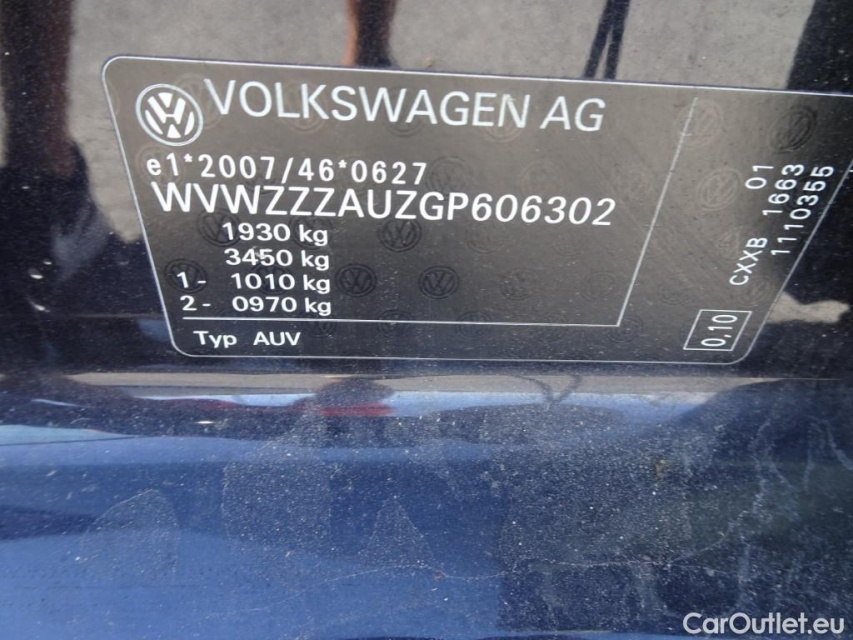 VOLKSWAGEN AG
e1*2007/46*0627
WVWZZZAUZGP606302
1930 kg
3450 kg
1- 1010 kg
2- 0970 kg
Typ AUV
01
CXXB 1663
1110355
0,10
CarOutlet.eu